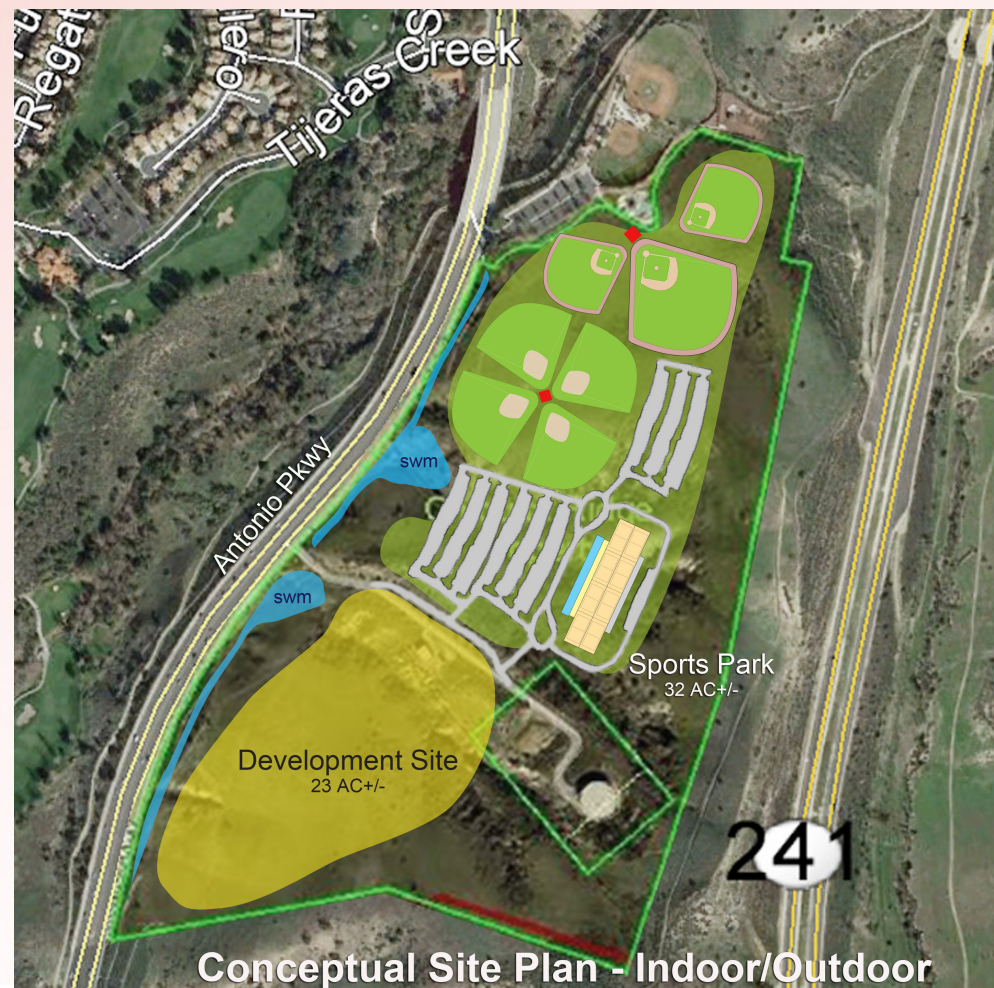 Tijeras Creek
Regat
ero
Antonio Pkwy
swm
swm
Sports Park
32 AC+/-
Development Site
23 AC+/-
241
Conceptual Site Plan - Indoor/Outdoor